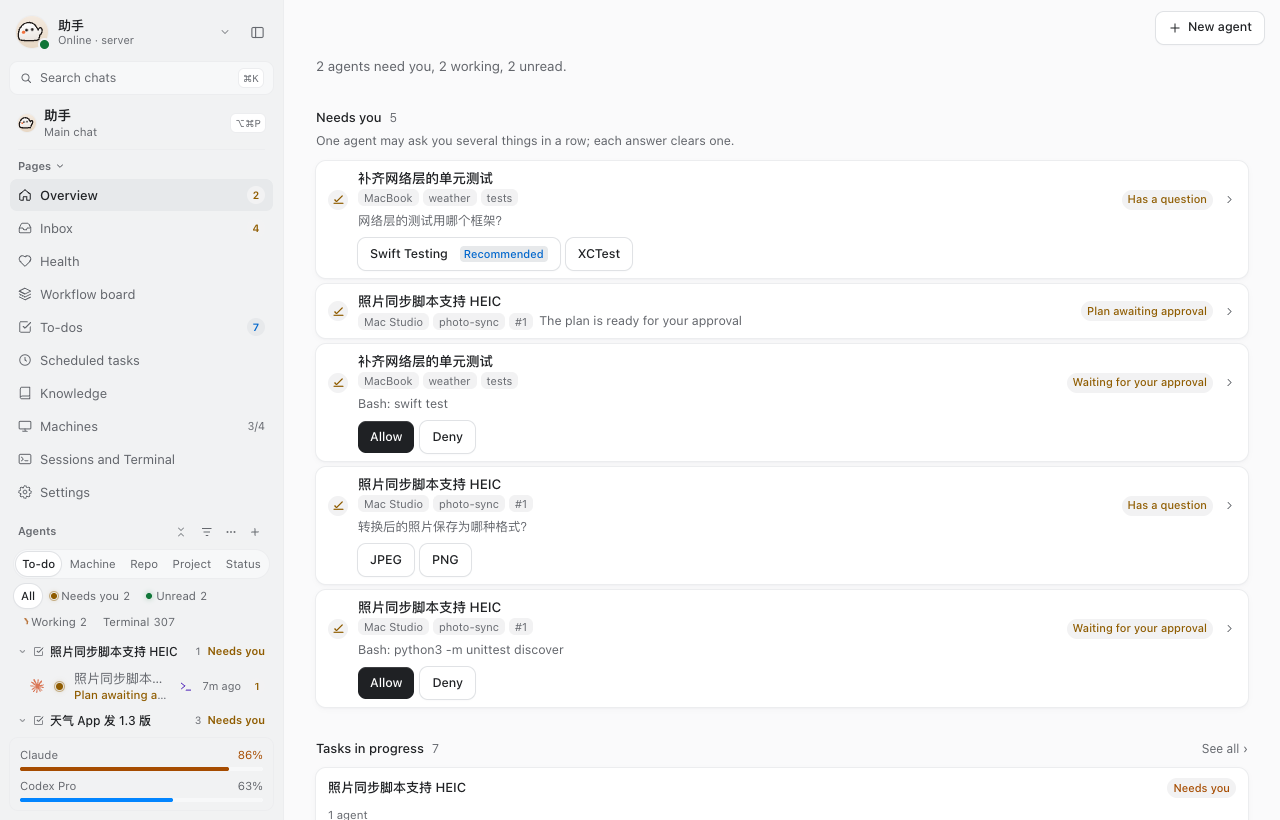 助手
Online · server
Search chats
⌘K
助手
Main chat
⌥⌘P
Pages
Overview
2
Inbox
4
Health
Workflow board
To-dos
7
Scheduled tasks
Knowledge
Machines
3/4
Sessions and Terminal
Settings
Agents
To-do
Machine
Repo
Project
Status
All
Needs you 2
Unread 2
Working 2
Terminal 307
照片同步脚本支持 HEIC
1
Needs you
照片同步脚本...
7m ago
1
Plan awaiting a...
天气 App 发 1.3 版
3
Needs you
Claude
86%
Codex Pro
63%
New agent
2 agents need you, 2 working, 2 unread.
Needs you 5
One agent may ask you several things in a row; each answer clears one.
补齐网络层的单元测试
MacBook weather tests
网络层的测试用哪个框架?
Has a question
Swift Testing Recommended
XCTest
照片同步脚本支持 HEIC
Mac Studio photo-sync #1 The plan is ready for your approval
Plan awaiting approval
补齐网络层的单元测试
MacBook weather tests
Bash: swift test
Waiting for your approval
Allow
Deny
照片同步脚本支持 HEIC
Mac Studio photo-sync #1
转换后的照片保存为哪种格式?
Has a question
JPEG
PNG
照片同步脚本支持 HEIC
Mac Studio photo-sync #1
Bash: python3 -m unittest discover
Waiting for your approval
Allow
Deny
Tasks in progress 7
See all ›
照片同步脚本支持 HEIC
Needs you
1 agent